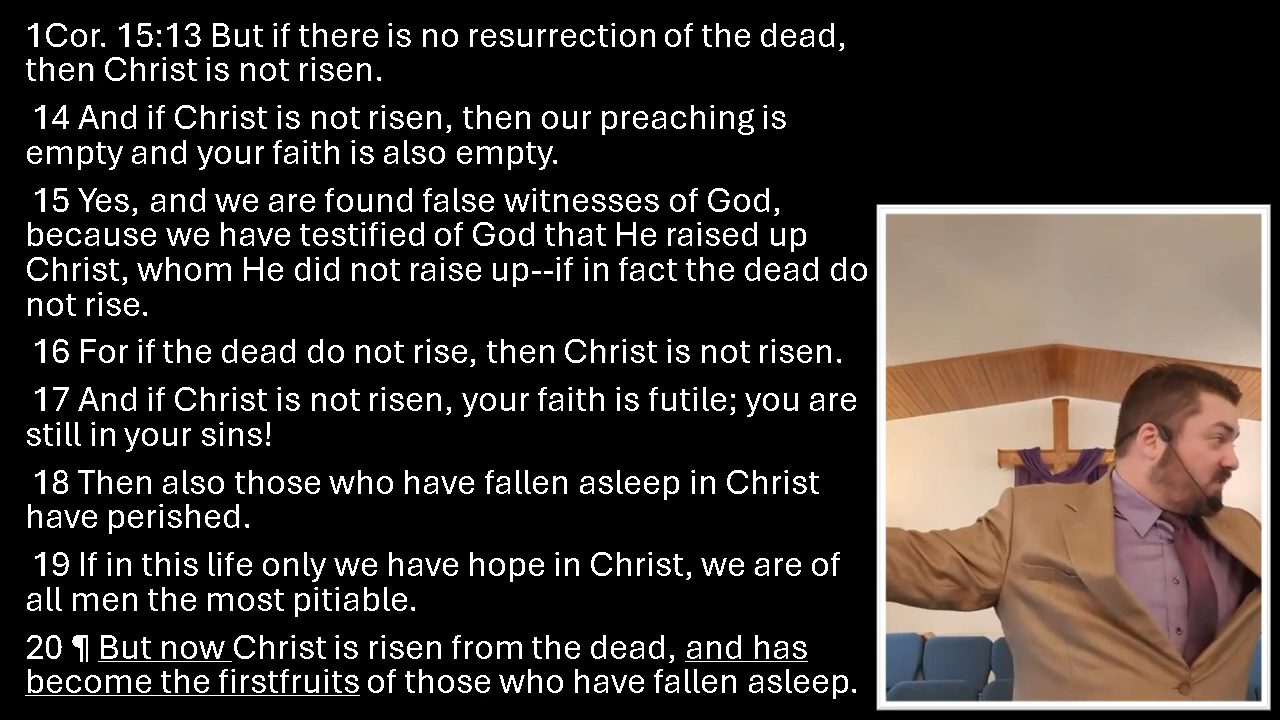 1Cor. 15:13 But if there is no resurrection of the dead,
then Christ is not risen.
14 And if Christ is not risen, then our preaching is
empty and your faith is also empty.
15 Yes, and we are found false witnesses of God,
because we have testified of God that He raised up
Christ, whom He did not raise up--if in fact the dead do
not rise.
16 For if the dead do not rise, then Christ is not risen.
17 And if Christ is not risen, your faith is futile; you are
still in your sins!
18 Then also those who have fallen asleep in Christ
have perished.
19 If in this life only we have hope in Christ, we are of
all men the most pitiable.
20 ¶ But now Christ is risen from the dead, and has
become the firstfruits of those who have fallen asleep.